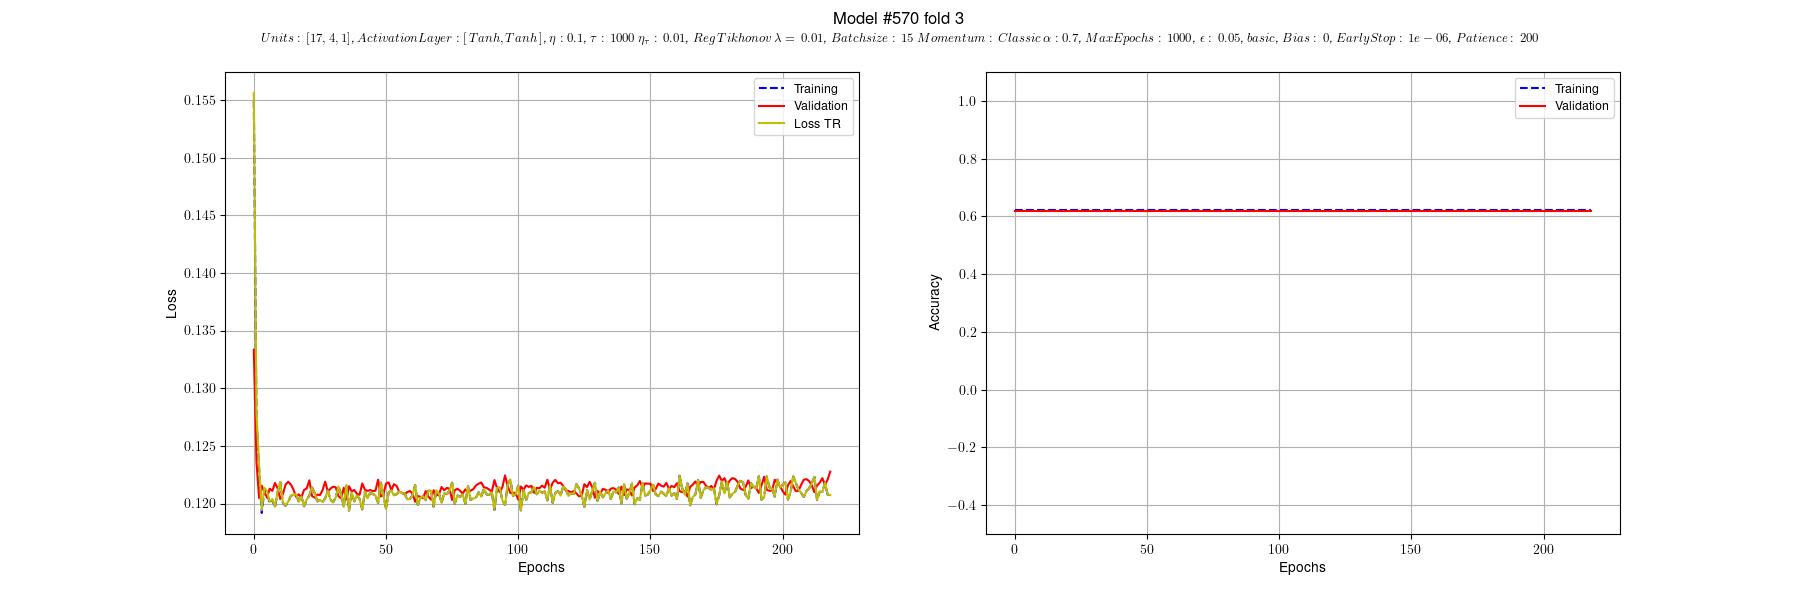 Model #570 fold 3
Units : [17, 4, 1], ActivationLayer : [Tanh, Tanh], η : 0.1, τ : 1000 η_τ : 0.01, RegTikhonov λ = 0.01, Batchsize : 15 Momentum : Classic α : 0.7, MaxEpochs : 1000, ϵ : 0.05, basic, Bias : 0, EarlyStop : 1e − 06, Patience : 200
Loss
0.155
0.150
0.145
0.140
0.135
0.130
0.125
0.120
0 50 100 150 200
Epochs
Training
Validation
Loss TR
Accuracy
1.0
0.8
0.6
0.4
0.2
0.0
−0.2
−0.4
0 50 100 150 200
Epochs
Training
Validation